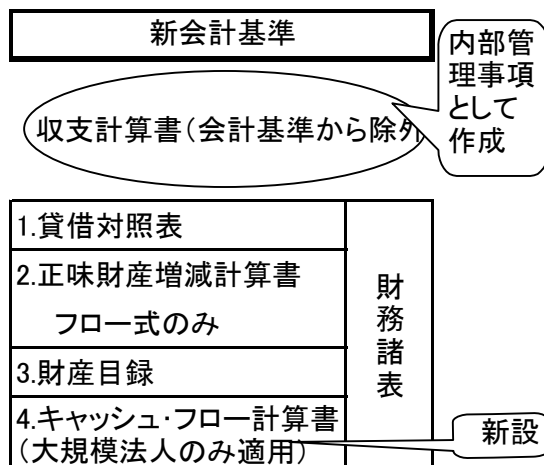 新会計基準
内部管
理事項
として
作成
収支計算書(会計基準から除外
1.貸借対照表
2.正味財産増減計算書
フロー式のみ
3.財産目録
4.キャッシュ・フロー計算書
(大規模法人のみ適用)
財務諸表
新設